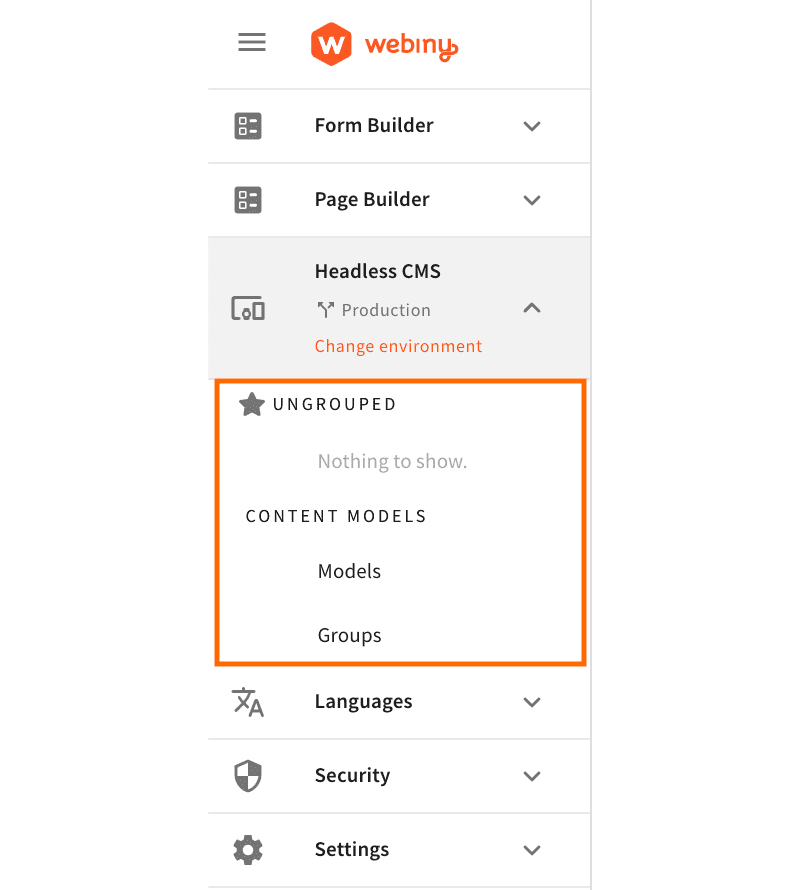 W webiny
Form Builder
Page Builder
Headless CMS
Production
Change environment
UNGROUPED
Nothing to show.
CONTENT MODELS
Models
Groups
Languages
Security
Settings